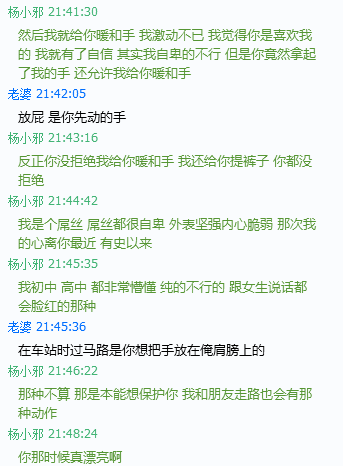 杨小邪 21:41:30
然后我就给你暖和手 我激动不已 我觉得你是喜欢我
的 我就有了自信 其实我自卑的不行 但是你竟然拿起
了我的手 还允许我给你暖和手
老婆 21:42:05
放屁 是你先动的手
杨小邪 21:43:16
反正你没拒绝我给你暖和手 我还给你提裤子 你都没
拒绝
杨小邪 21:44:42
我是个屌丝 屌丝都很自卑 外表坚强内心脆弱 那次我
的心离你最近 有史以来
杨小邪 21:45:35
我初中 高中 都非常懵懂 纯的不行的 跟女生说话都
会脸红的那种
老婆 21:45:36
在车站时过马路是你想把手放在俺肩膀上的
杨小邪 21:46:22
那种不算 那是本能想保护你 我和朋友走路也会有那
种动作
杨小邪 21:48:24
你那时候真漂亮啊